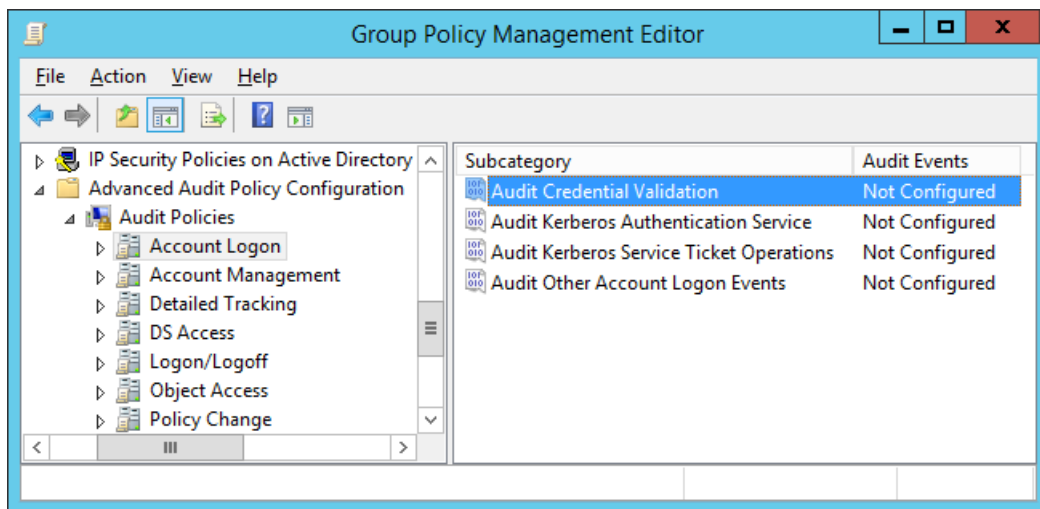 Group Policy Management Editor
File Action View Help
IP Security Policies on Active Directory
Advanced Audit Policy Configuration
Audit Policies
Account Logon
Account Management
Detailed Tracking
DS Access
Logon/Logoff
Object Access
Policy Change
Subcategory Audit Events
Audit Credential Validation Not Configured
Audit Kerberos Authentication Service Not Configured
Audit Kerberos Service Ticket Operations Not Configured
Audit Other Account Logon Events Not Configured